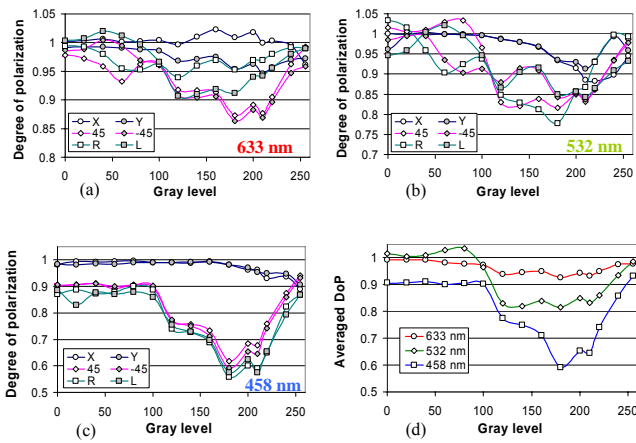 Degree of polarization
1.05
1
0.95
0.9
0.85
0.8
0 50 100 150 200 250
X Y
45 -45
R L
633 nm
(a)
Gray level
Degree of polarization
1.05
1
0.95
0.9
0.85
0.8
0.75
0 50 100 150 200 250
X Y
45 -45
R L
532 nm
(b)
Gray level
Degree of polarization
1.1
1
0.9
0.8
0.7
0.6
0.5
0 50 100 150 200 250
X Y
45 -45
R L
458 nm
(c)
Gray level
Averaged DoP
1.1
1
0.9
0.8
0.7
0.6
0.5
0 50 100 150 200 250
633 nm
532 nm
458 nm
(d)
Gray level